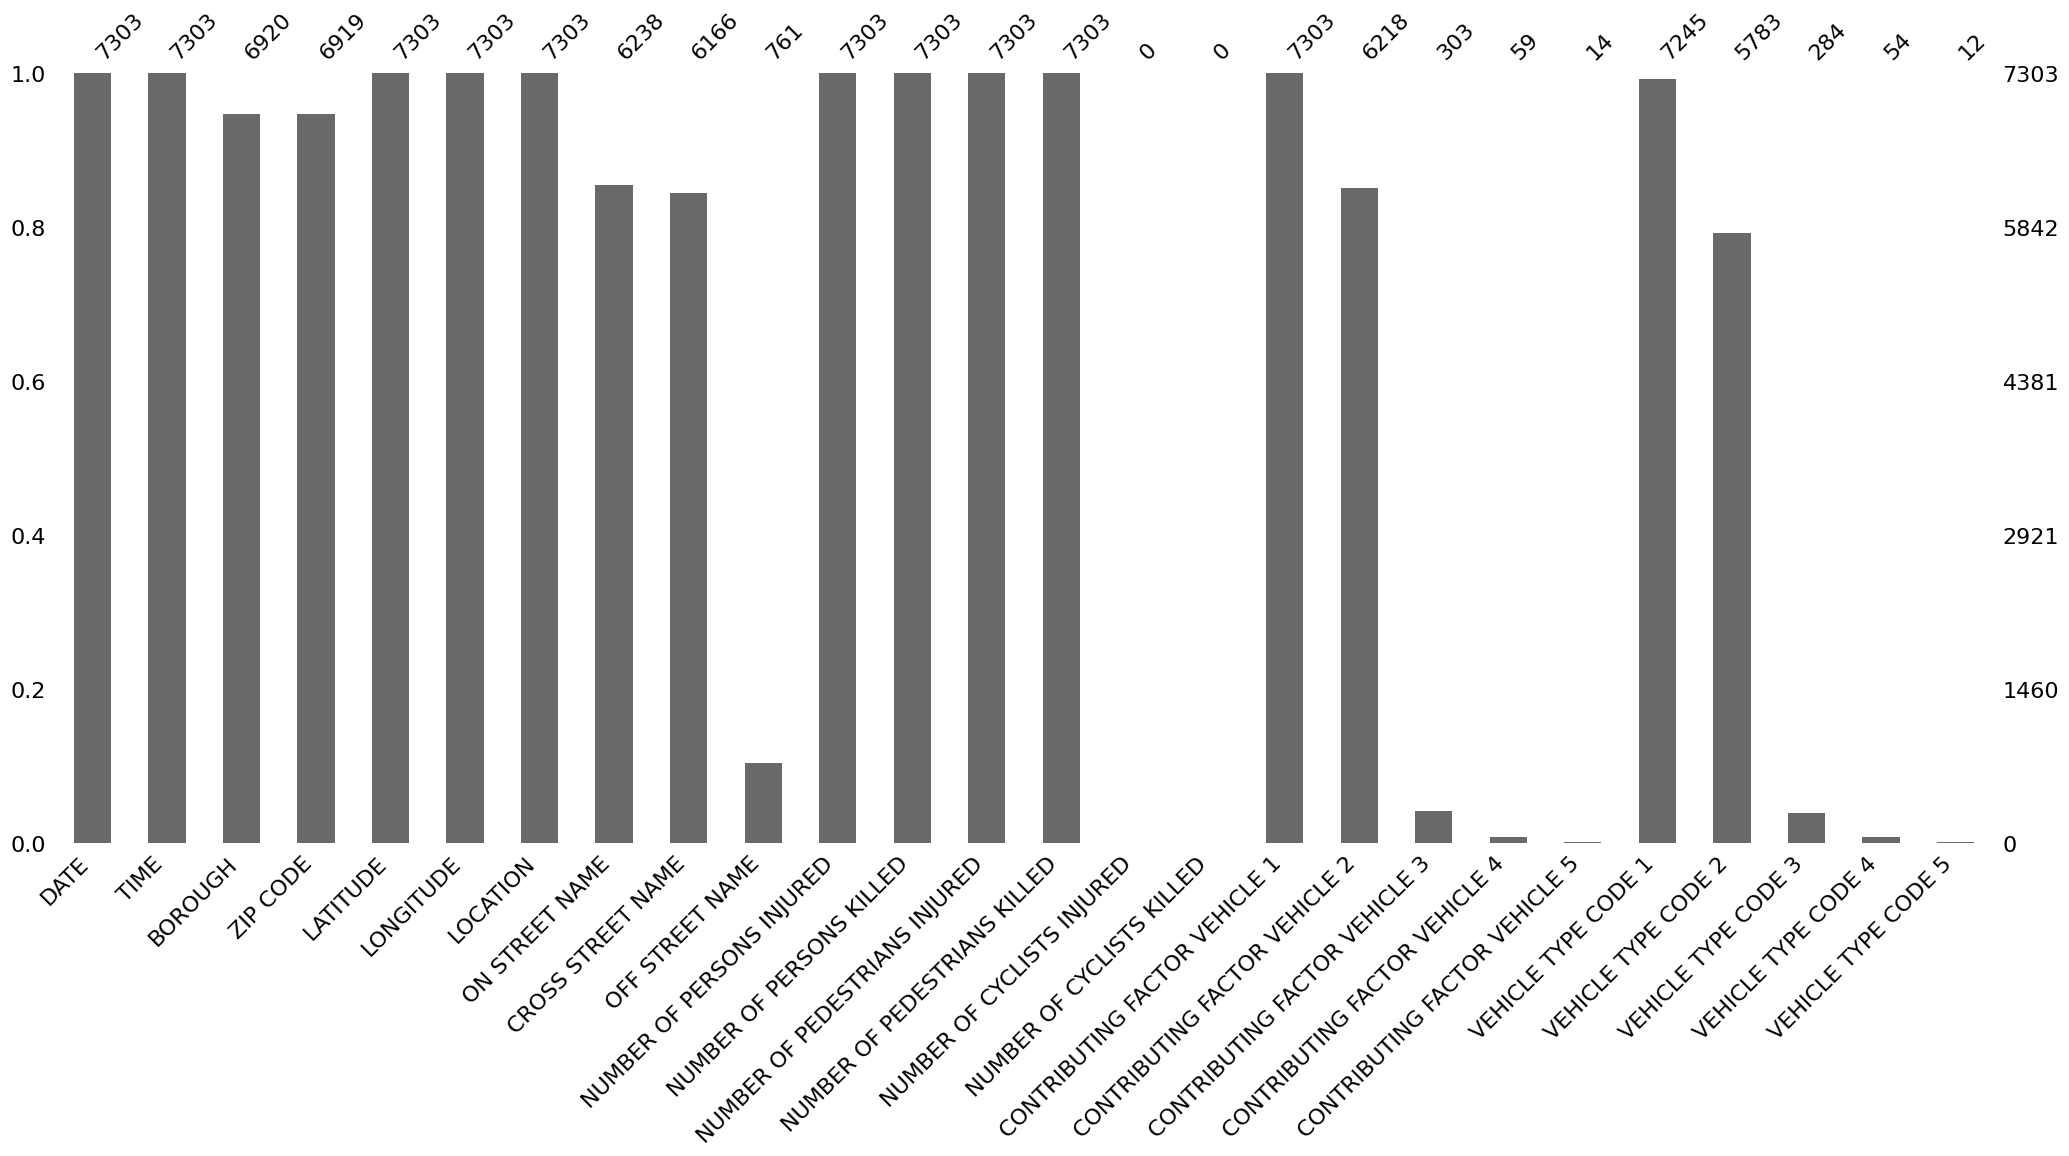 7303
7303
6920
6919
7303
7303
7303
6238
6166
761
7303
7303
7303
7303
0
0
7303
6218
303
59
14
7245
5783
284
54
12
1.0
0.8
0.6
0.4
0.2
0.0
7303
5842
4381
2921
1460
0
DATE
TIME
BOROUGH
ZIP CODE
LATITUDE
LONGITUDE
LOCATION
ON STREET NAME
CROSS STREET NAME
OFF STREET NAME
NUMBER OF PERSONS INJURED
NUMBER OF PERSONS KILLED
NUMBER OF PEDESTRIANS INJURED
NUMBER OF PEDESTRIANS KILLED
NUMBER OF CYCLISTS INJURED
NUMBER OF CYCLISTS KILLED
CONTRIBUTING FACTOR VEHICLE 1
CONTRIBUTING FACTOR VEHICLE 2
CONTRIBUTING FACTOR VEHICLE 3
CONTRIBUTING FACTOR VEHICLE 4
CONTRIBUTING FACTOR VEHICLE 5
VEHICLE TYPE CODE 1
VEHICLE TYPE CODE 2
VEHICLE TYPE CODE 3
VEHICLE TYPE CODE 4
VEHICLE TYPE CODE 5